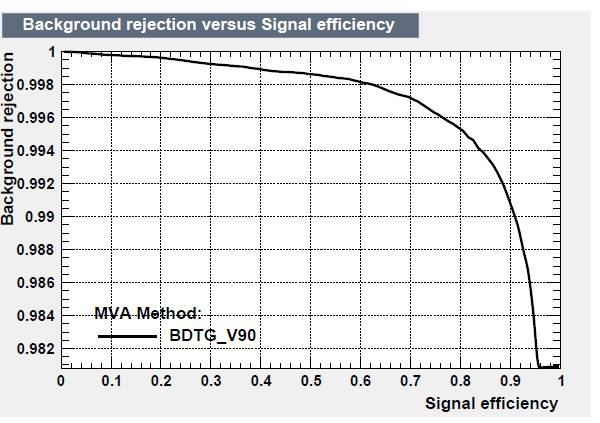 Background rejection versus Signal efficiency
Background rejection
1
0.998
0.996
0.994
0.992
0.99
0.988
0.986
0.984
0.982
MVA Method:
BDTG_V90
0 0.1 0.2 0.3 0.4 0.5 0.6 0.7 0.8 0.9 1
Signal efficiency